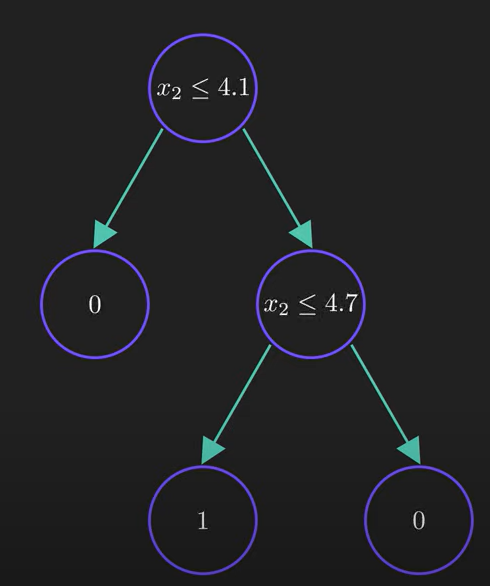 x₂ ≤ 4.1
0
x₂ ≤ 4.7
1
0